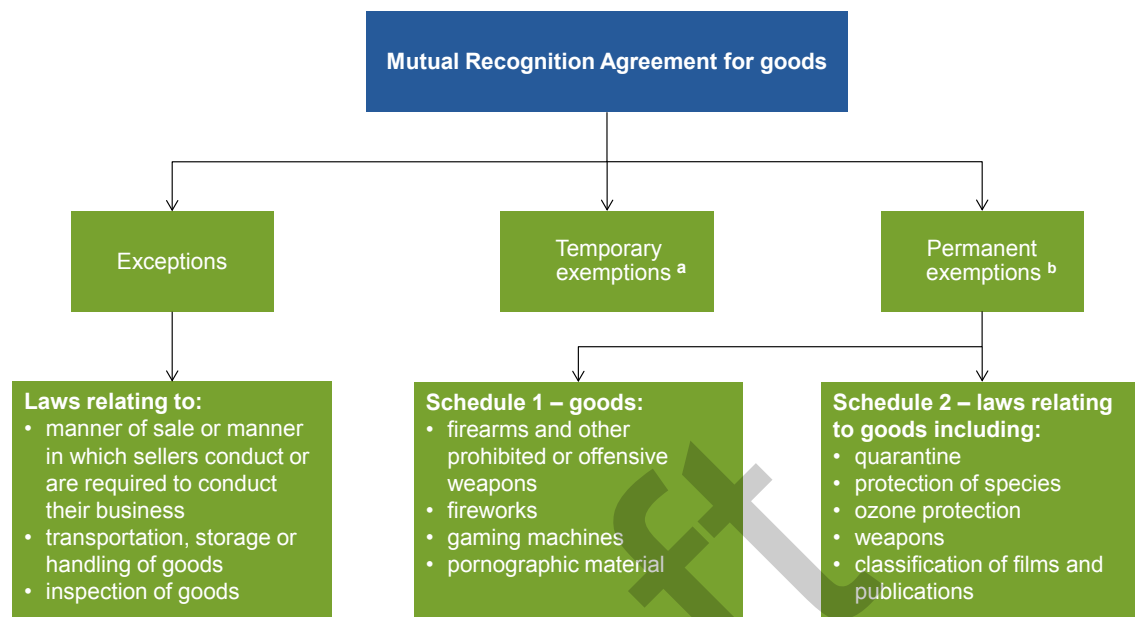 Mutual Recognition Agreement for goods
Exceptions
Temporary
exemptions a
Permanent
exemptions b
Laws relating to:
• manner of sale or manner
in which sellers conduct or
are required to conduct
their business
• transportation, storage or
handling of goods
• inspection of goods
Schedule 1 – goods:
• firearms and other
prohibited or offensive
weapons
• fireworks
• gaming machines
• pornographic material
Schedule 2 – laws relating
to goods including:
• quarantine
• protection of species
• ozone protection
• weapons
• classification of films and
publications
ft